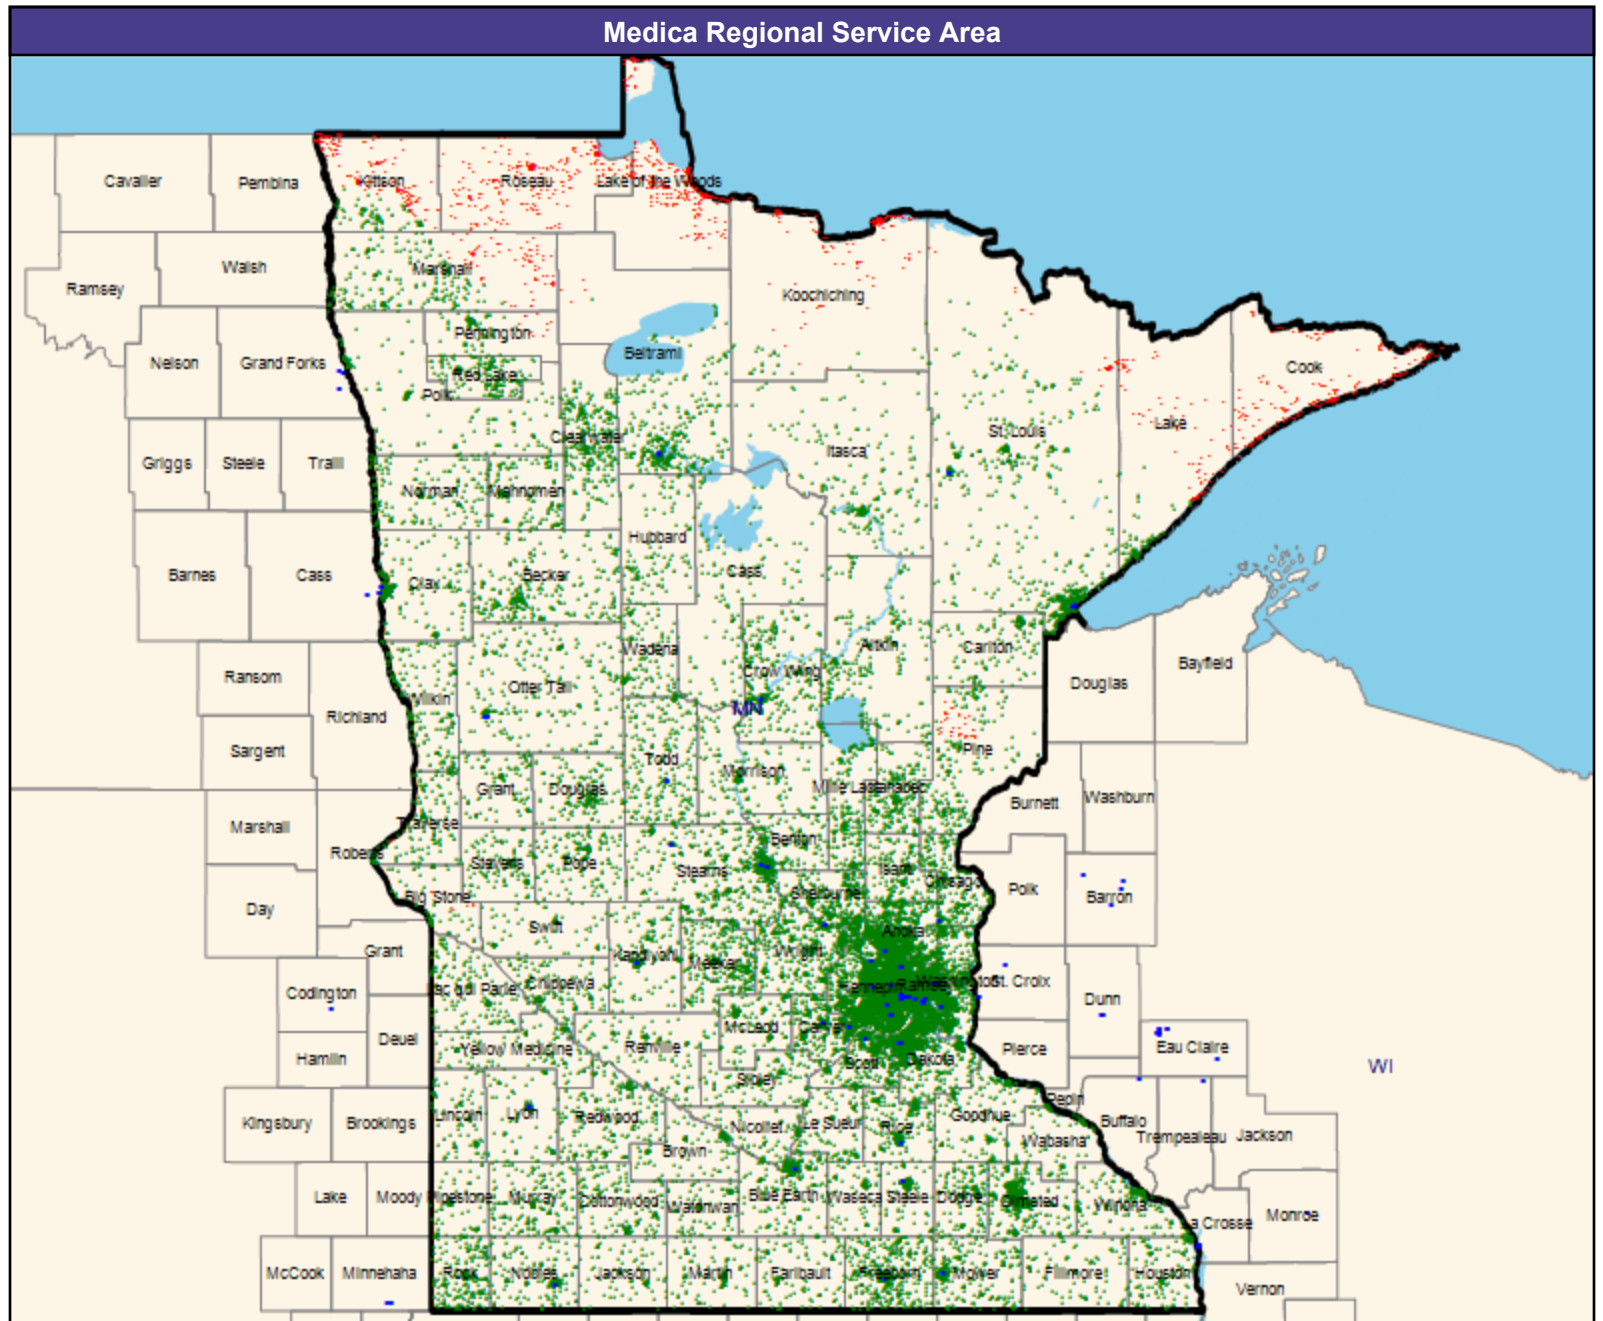 Medica Regional Service Area
Cavalier
Pembina
Kittson
Roseau
Lake of the Woods
Ramsey
Walsh
Marshall
Koochiching
Nelson
Grand Forks
Pennington
Beltrami
Red Lake
Cook
Polk
Griggs
Steele
Traill
Clearwater
Itasca
St. Louis
Lake
Norman
Mahnomen
Hubbard
Barnes
Cass
Clay
Becker
Cass
Wadena
Crow Wing
Aitkin
Carlton
Ransom
Otter Tail
Wilkin
Douglas
Bayfield
Richland
MN
Sargent
Todd
Morrison
Pine
Grant
Douglas
Mille Lacs
Kanabec
Burnett
Washburn
Marshall
Traverse
Roberts
Stevens
Pope
Stearns
Benton
Isanti
Chisago
Sherburne
Polk
Barron
Day
Big Stone
Swift
Anoka
Grant
Kandiyohi
Meeker
Wright
Codington
Lac qui Parle
Chippewa
Hennepin
Ramsey
Washington
St. Croix
Dunn
Deuel
McLeod
Carver
Hamlin
Yellow Medicine
Renville
Scott
Dakota
Pierce
Eau Claire
WI
Sibley
Kingsbury
Brookings
Lincoln
Lyon
Redwood
Nicollet
Le Sueur
Rice
Goodhue
Pepin
Buffalo
Trempealeau
Jackson
Brown
Wabasha
Lake
Moody
Pipestone
Murray
Cottonwood
Watonwan
Blue Earth
Waseca
Steele
Dodge
Olmsted
Winona
La Crosse
Monroe
McCook
Minnehaha
Rock
Nobles
Jackson
Martin
Faribault
Freeborn
Mower
Fillmore
Houston
Vernon